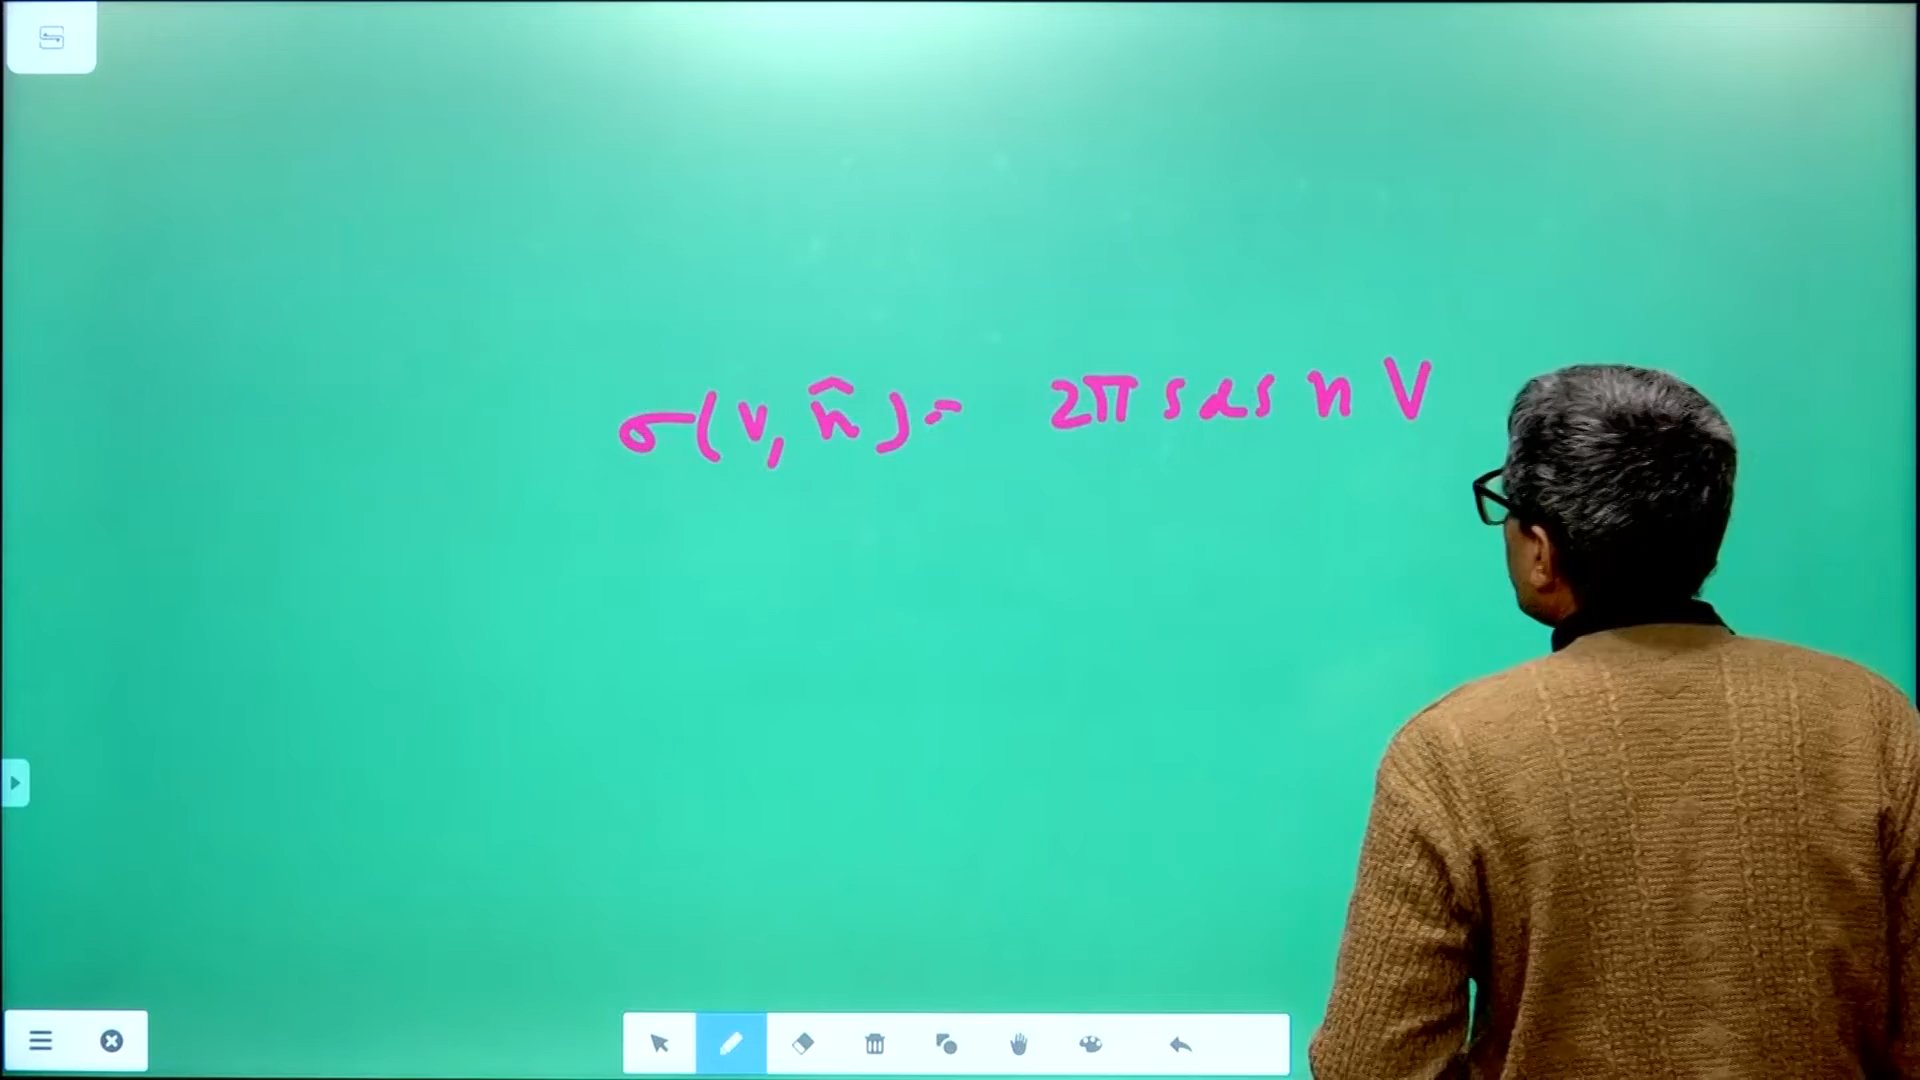 σ(v, n̂) = 2π s ds n V